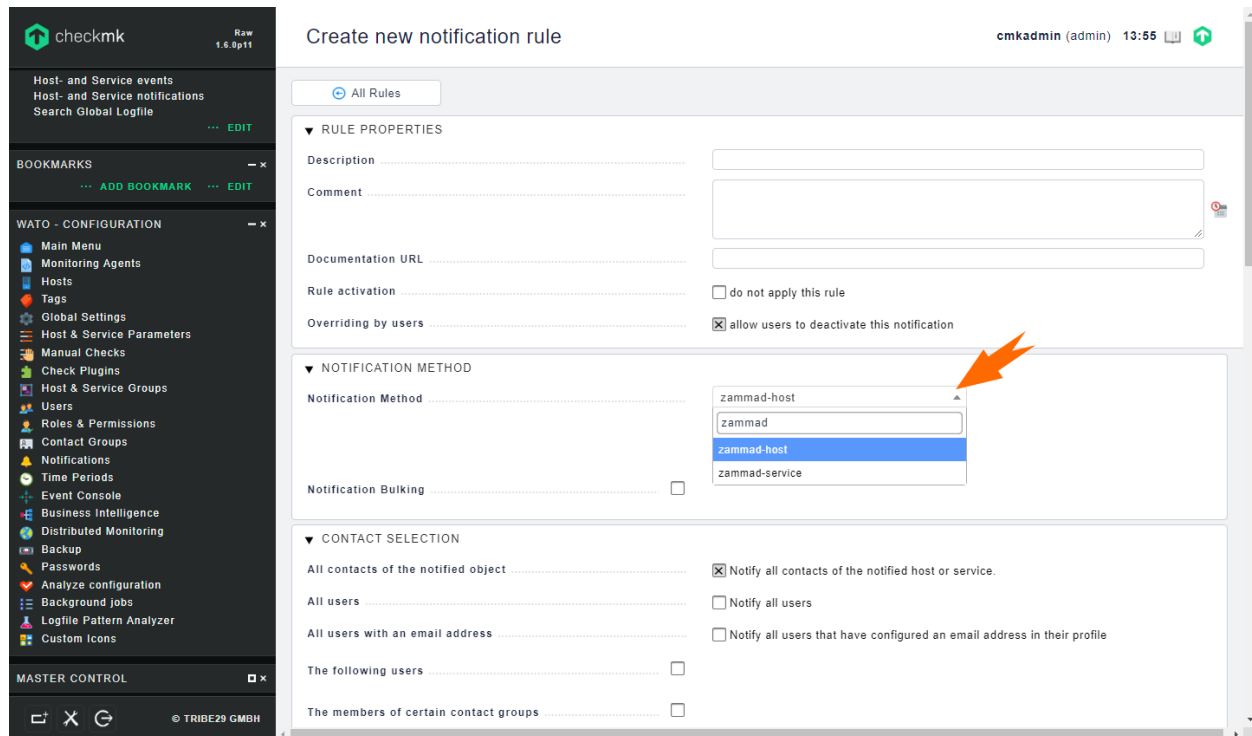 checkmk
Raw
1.6.0p11
Host- and Service events
Host- and Service notifications
Search Global Logfile
··· EDIT
BOOKMARKS
··· ADD BOOKMARK ··· EDIT
WATO - CONFIGURATION
Main Menu
Monitoring Agents
Hosts
Tags
Global Settings
Host & Service Parameters
Manual Checks
Check Plugins
Host & Service Groups
Users
Roles & Permissions
Contact Groups
Notifications
Time Periods
Event Console
Business Intelligence
Distributed Monitoring
Backup
Passwords
Analyze configuration
Background jobs
Logfile Pattern Analyzer
Custom Icons
MASTER CONTROL
© TRIBE29 GMBH
Create new notification rule
cmkadmin (admin) 13:55
All Rules
RULE PROPERTIES
Description
Comment
Documentation URL
Rule activation
do not apply this rule
Overriding by users
allow users to deactivate this notification
NOTIFICATION METHOD
Notification Method
zammad-host
zammad
zammad-host
zammad-service
Notification Bulking
CONTACT SELECTION
All contacts of the notified object
Notify all contacts of the notified host or service.
All users
Notify all users
All users with an email address
Notify all users that have configured an email address in their profile
The following users
The members of certain contact groups